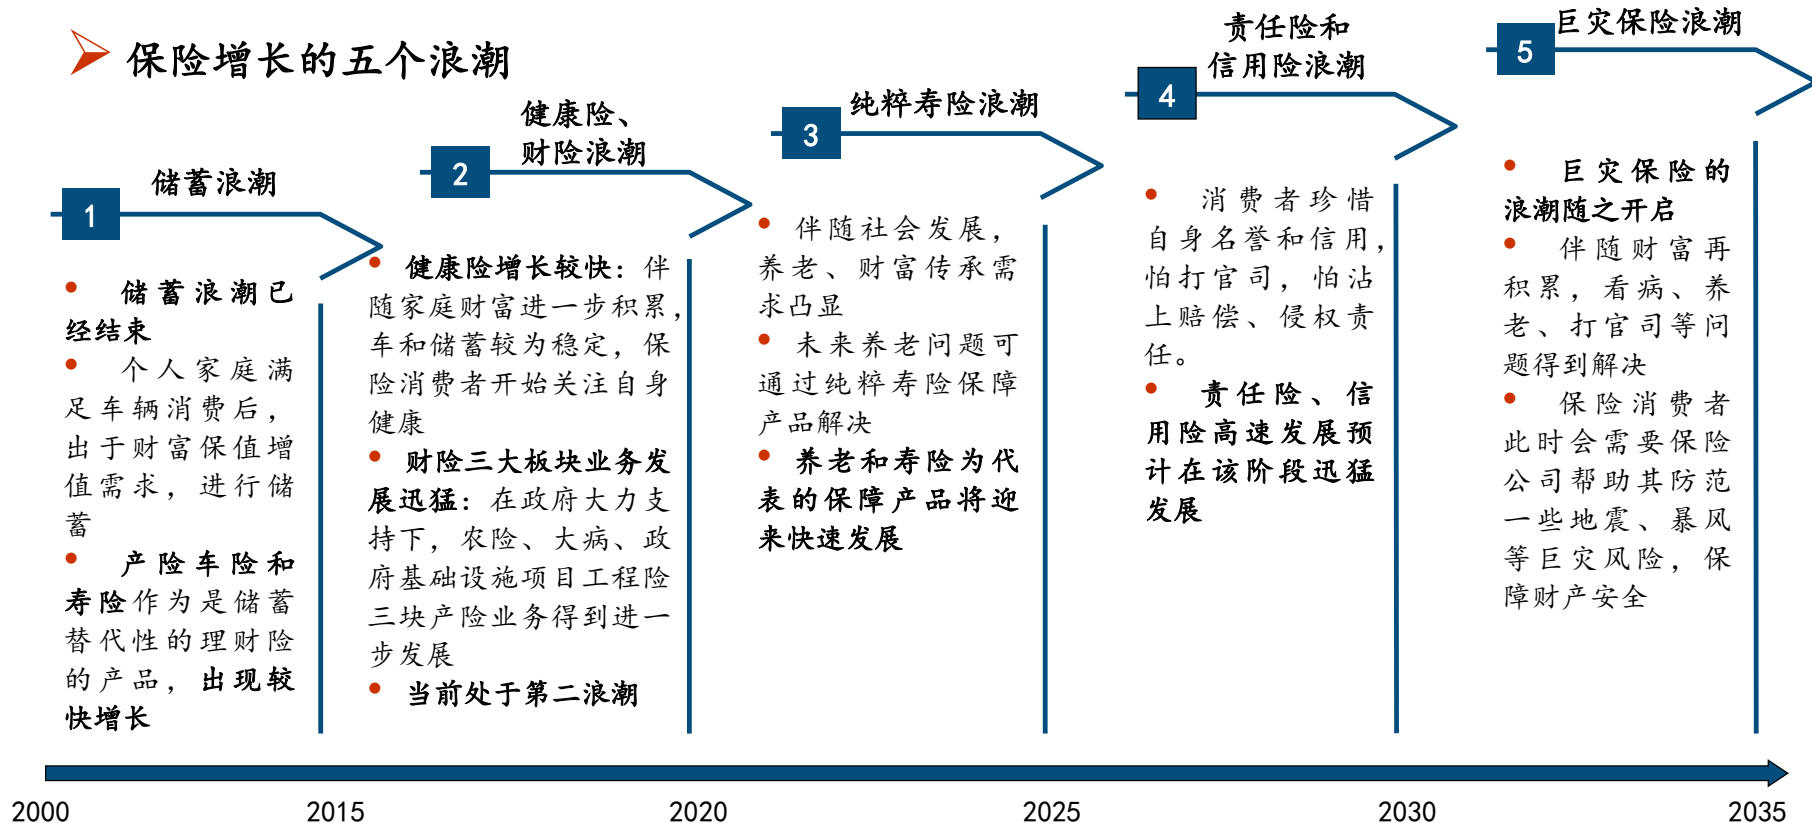 保险增长的五个浪潮
1
储蓄浪潮
• 储蓄浪潮已
经结束
• 个人家庭满
足车辆消费后，
出于财富保值增
值需求，进行储
蓄
• 产险车险和
寿险作为是储蓄
替代性的理财险
的产品，出现较
快增长
2
健康险、
财险浪潮
• 健康险增长较快：伴
随家庭财富进一步积累，
车和储蓄较为稳定，保
险消费者开始关注自身
健康
• 财险三大板块业务发
展迅猛：在政府大力支
持下，农险、大病、政
府基础设施项目工程险
三块产险业务得到进一
步发展
• 当前处于第二浪潮
3
纯粹寿险浪潮
• 伴随社会发展，
养老、财富传承需
求凸显
• 未来养老问题可
通过纯粹寿险保障
产品解决
• 养老和寿险为代
表的保障产品将迎
来快速发展
4
责任险和
信用险浪潮
• 消费者珍惜
自身名誉和信用，
怕打官司，怕沾
上赔偿、侵权责
任。
• 责任险、信
用险高速发展预
计在该阶段迅猛
发展
5
巨灾保险浪潮
• 巨灾保险的
浪潮随之开启
• 伴随财富再
积累，看病、养
老、打官司等问
题得到解决
• 保险消费者
此时会需要保险
公司帮助其防范
一些地震、暴风
等巨灾风险，保
障财产安全
2000
2015
2020
2025
2030
2035